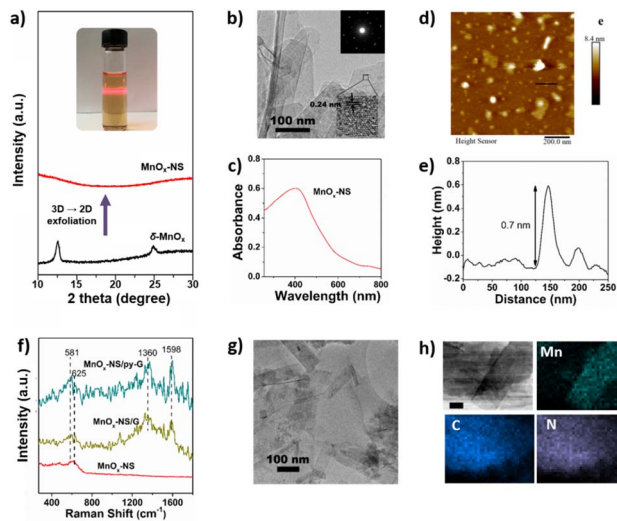 a)
Intensity (a.u.)
MnOx-NS
3D → 2D
exfoliation
δ-MnOx
10 15 20 25 30
2 theta (degree)
b)
0.24 nm
100 nm
c)
Absorbance
0.8
0.6
0.4
0.2
0.0
MnOx-NS
400 600 800
Wavelength (nm)
d)
e
8.4 nm
Height Sensor
200.0 nm
e)
Height (nm)
0.8
0.6
0.4
0.2
-0.0
-0.2
0.7 nm
0 50 100 150 200 250
Distance (nm)
f)
Intensity (a.u.)
581
625
1360 1598
MnOx-NS/py-G
MnOx-NS/G
MnOx-NS
400 800 1200 1600
Raman Shift (cm-1)
g)
100 nm
h)
Mn
C
N